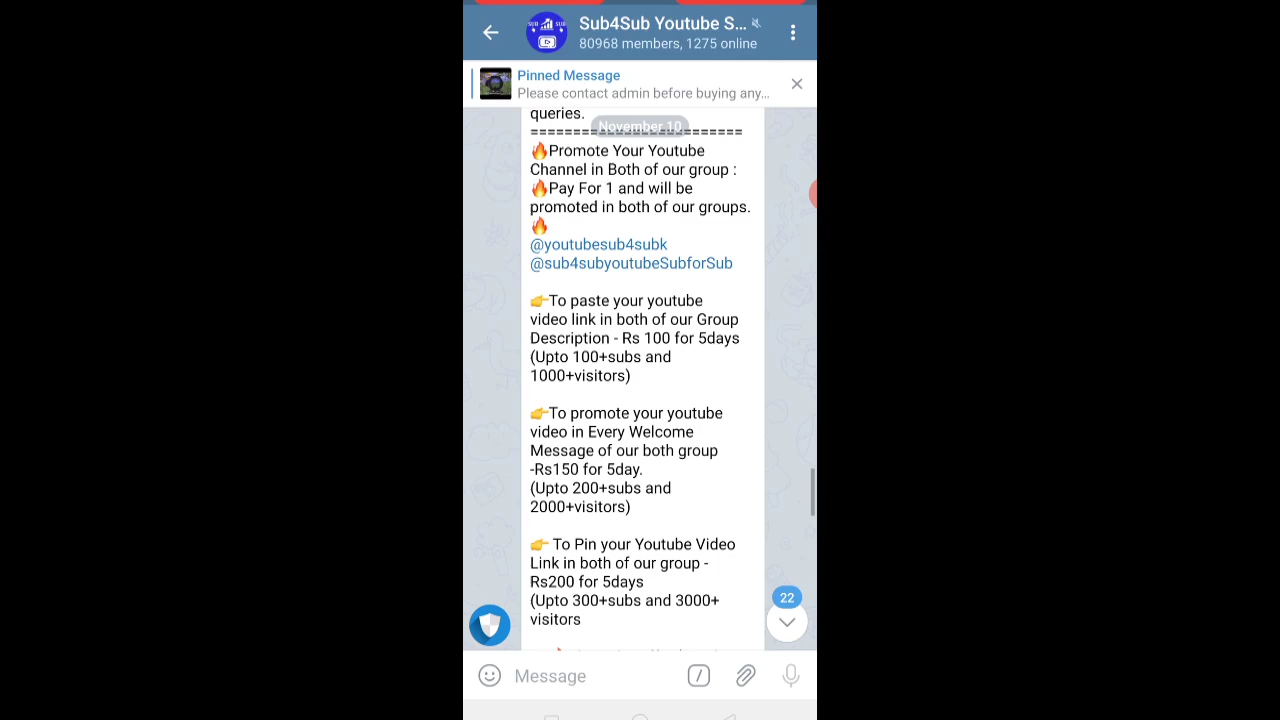 Sub4Sub Youtube S...
80968 members, 1275 online
Pinned Message
Please contact admin before buying any...
queries.
November 10
=========================
🔥Promote Your Youtube
Channel in Both of our group :
🔥Pay For 1 and will be
promoted in both of our groups.
🔥
@youtubesub4subk
@sub4subyoutubeSubforSub
👉To paste your youtube
video link in both of our Group
Description - Rs 100 for 5days
(Upto 100+subs and
1000+visitors)
👉To promote your youtube
video in Every Welcome
Message of our both group
-Rs150 for 5day.
(Upto 200+subs and
2000+visitors)
👉 To Pin your Youtube Video
Link in both of our group -
Rs200 for 5days
(Upto 300+subs and 3000+
visitors
22
Message